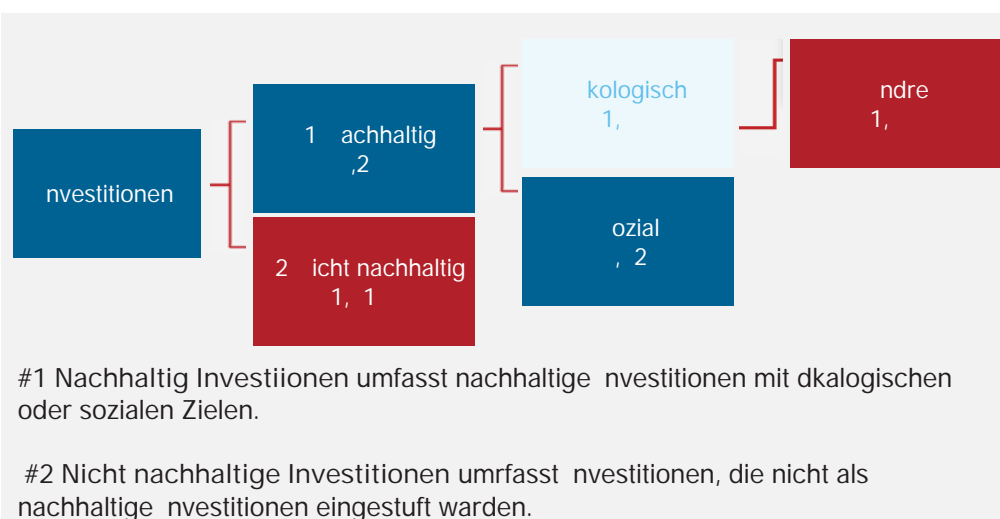 nvestitionen
1 achhaltig
,2
2 icht nachhaltig
1, 1
kologisch
1,
ozial
, 2
ndre
1,
#1 Nachhaltig Investiionen umfasst nachhaltige nvestitionen mit dkalogischen
oder sozialen Zielen.
#2 Nicht nachhaltige Investitionen umrfasst nvestitionen, die nicht als
nachhaltige nvestitionen eingestuft warden.